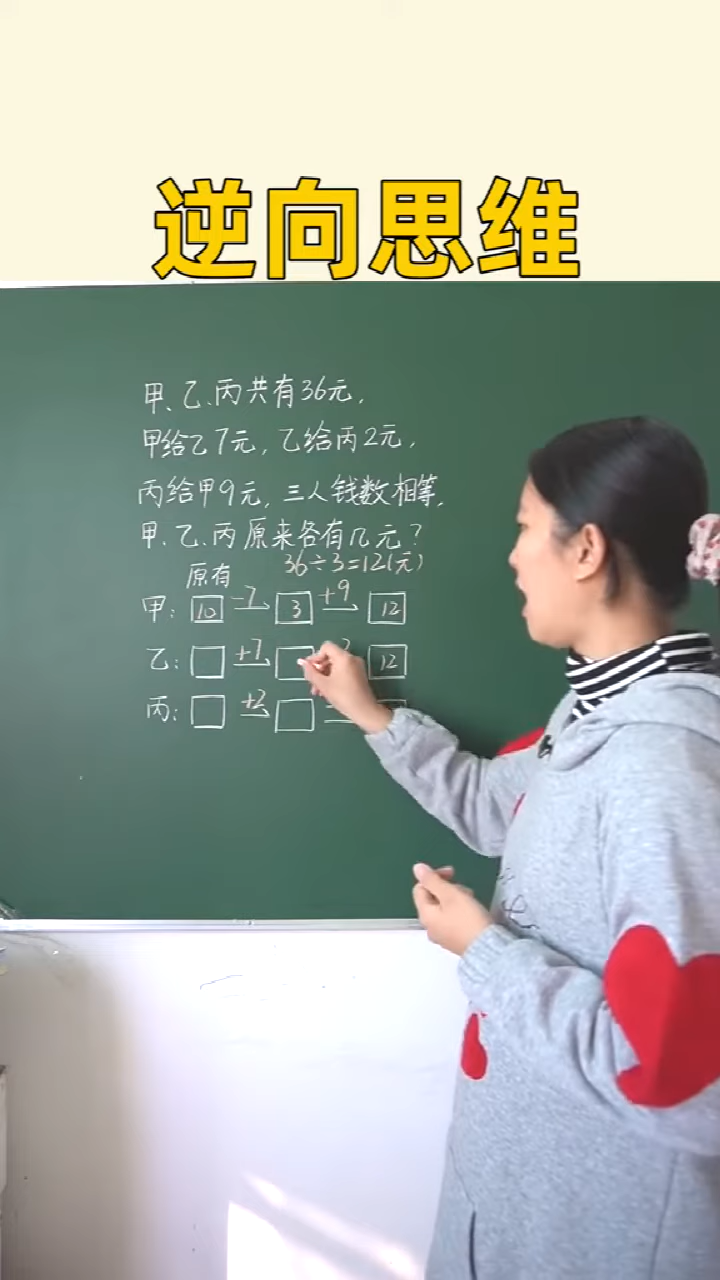 逆向思维
甲、乙、丙共有36元,
甲给乙7元,乙给丙2元,
丙给甲9元,三人钱数相等,
甲、乙、丙原来各有几元?
原有 36÷3=12(元)
甲: 10 -7 3 +9 12
乙: +7 12
丙: +2